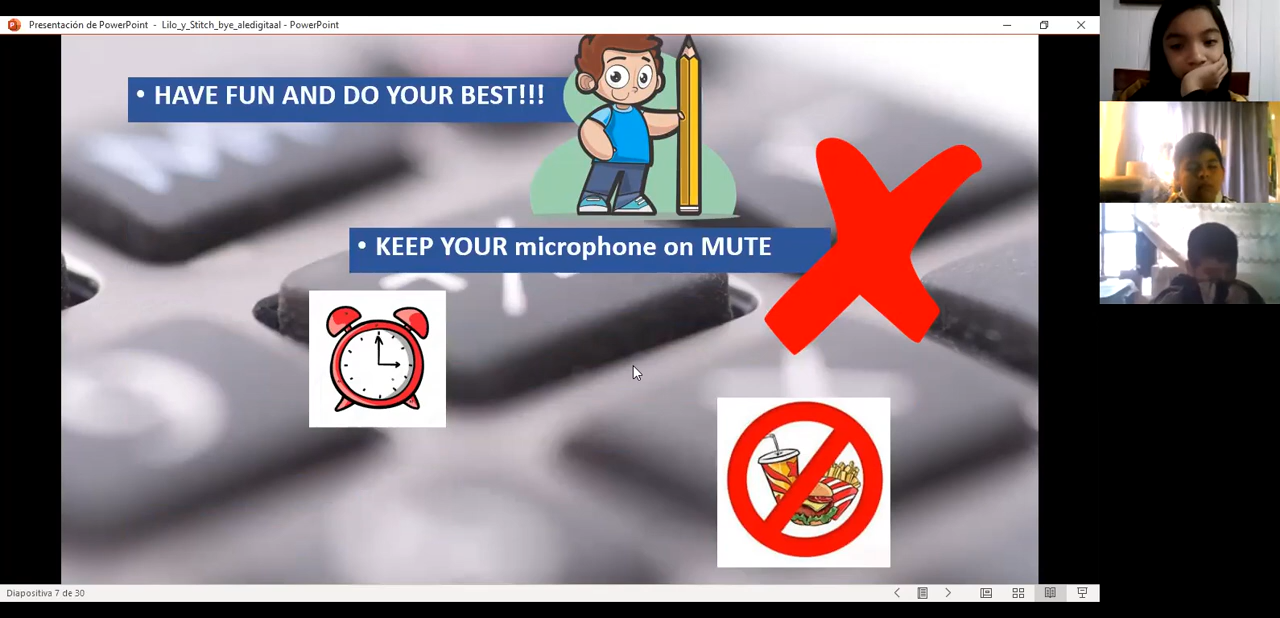 Presentación de PowerPoint - Lilo_y_Stitch_bye_aledigitaal - PowerPoint
• HAVE FUN AND DO YOUR BEST!!!
• KEEP YOUR microphone on MUTE
Diapositiva 7 de 30